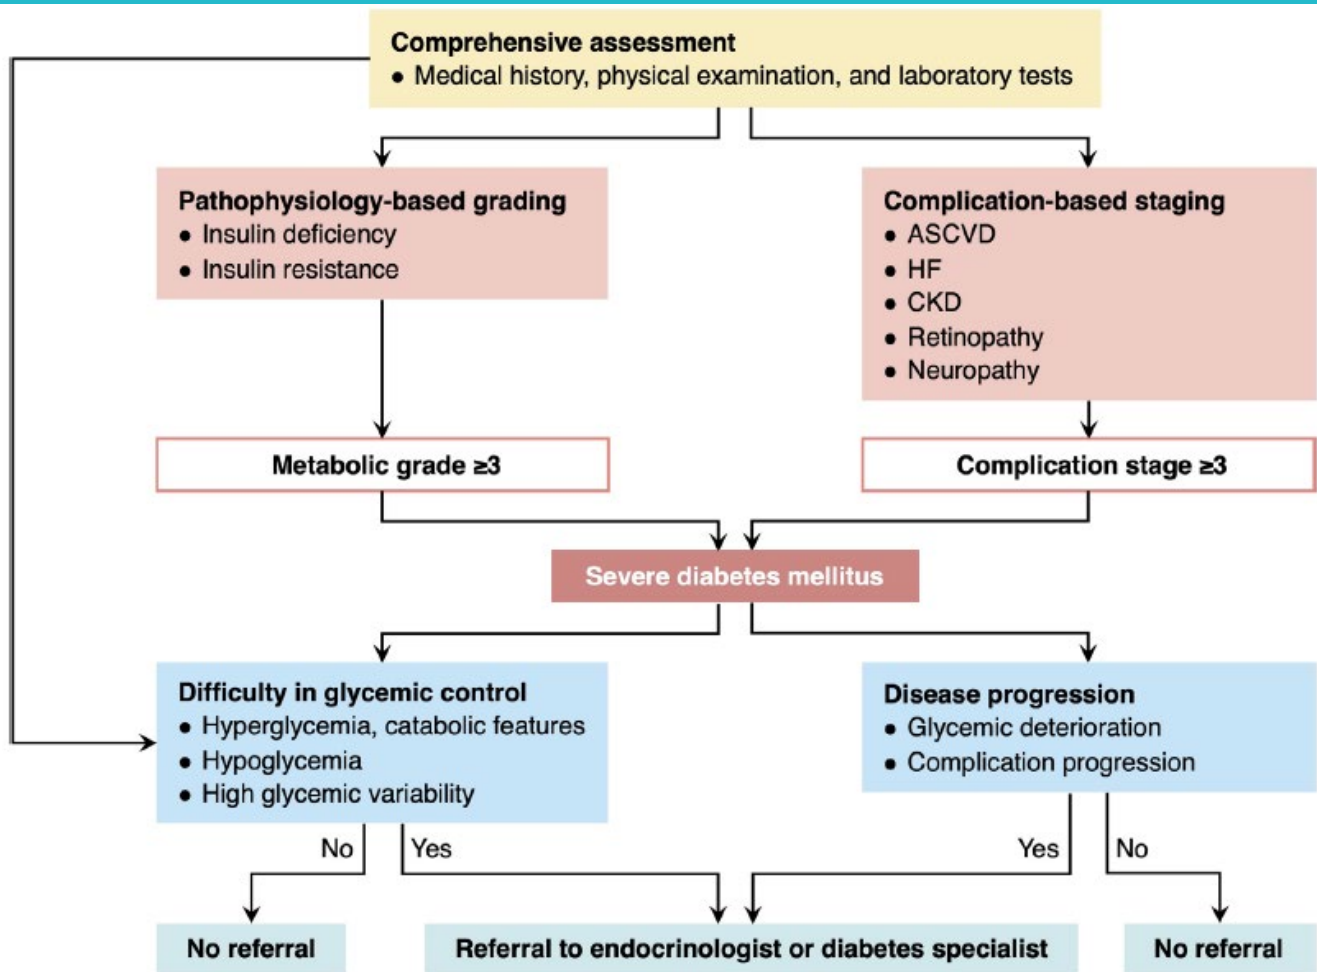 Comprehensive assessment
● Medical history, physical examination, and laboratory tests
Pathophysiology-based grading
● Insulin deficiency
● Insulin resistance
Complication-based staging
● ASCVD
● HF
● CKD
● Retinopathy
● Neuropathy
Metabolic grade ≥3
Complication stage ≥3
Severe diabetes mellitus
Difficulty in glycemic control
● Hyperglycemia, catabolic features
● Hypoglycemia
● High glycemic variability
Disease progression
● Glycemic deterioration
● Complication progression
No
Yes
Yes
No
No referral
Referral to endocrinologist or diabetes specialist
No referral